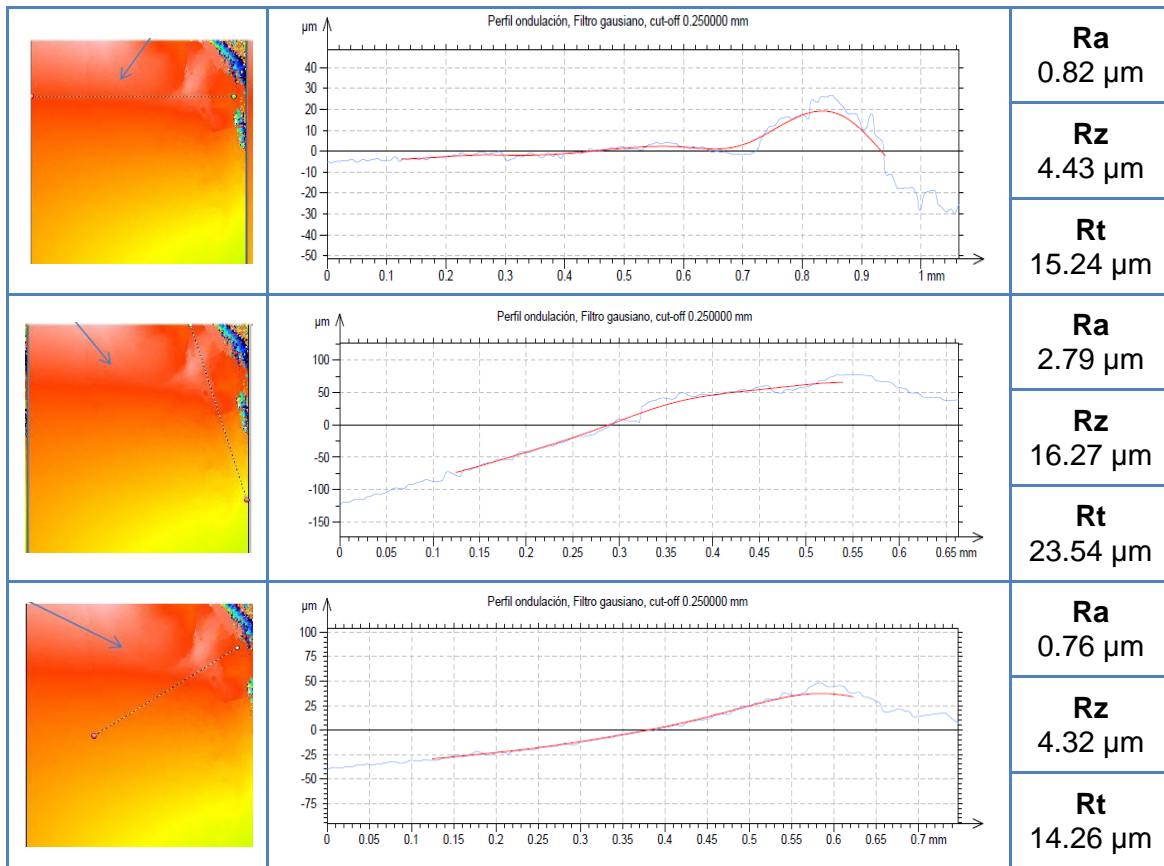 Perfil ondulación, Filtro gausiano, cut-off 0.250000 mm
µm
40
30
20
10
0
-10
-20
-30
-40
-50
0 0.1 0.2 0.3 0.4 0.5 0.6 0.7 0.8 0.9 1 mm
Ra
0.82 µm
Rz
4.43 µm
Rt
15.24 µm
Perfil ondulación, Filtro gausiano, cut-off 0.250000 mm
µm
100
50
0
-50
-100
-150
0 0.05 0.1 0.15 0.2 0.25 0.3 0.35 0.4 0.45 0.5 0.55 0.6 0.65 mm
Ra
2.79 µm
Rz
16.27 µm
Rt
23.54 µm
Perfil ondulación, Filtro gausiano, cut-off 0.250000 mm
µm
100
75
50
25
0
-25
-50
-75
0 0.05 0.1 0.15 0.2 0.25 0.3 0.35 0.4 0.45 0.5 0.55 0.6 0.65 0.7 mm
Ra
0.76 µm
Rz
4.32 µm
Rt
14.26 µm